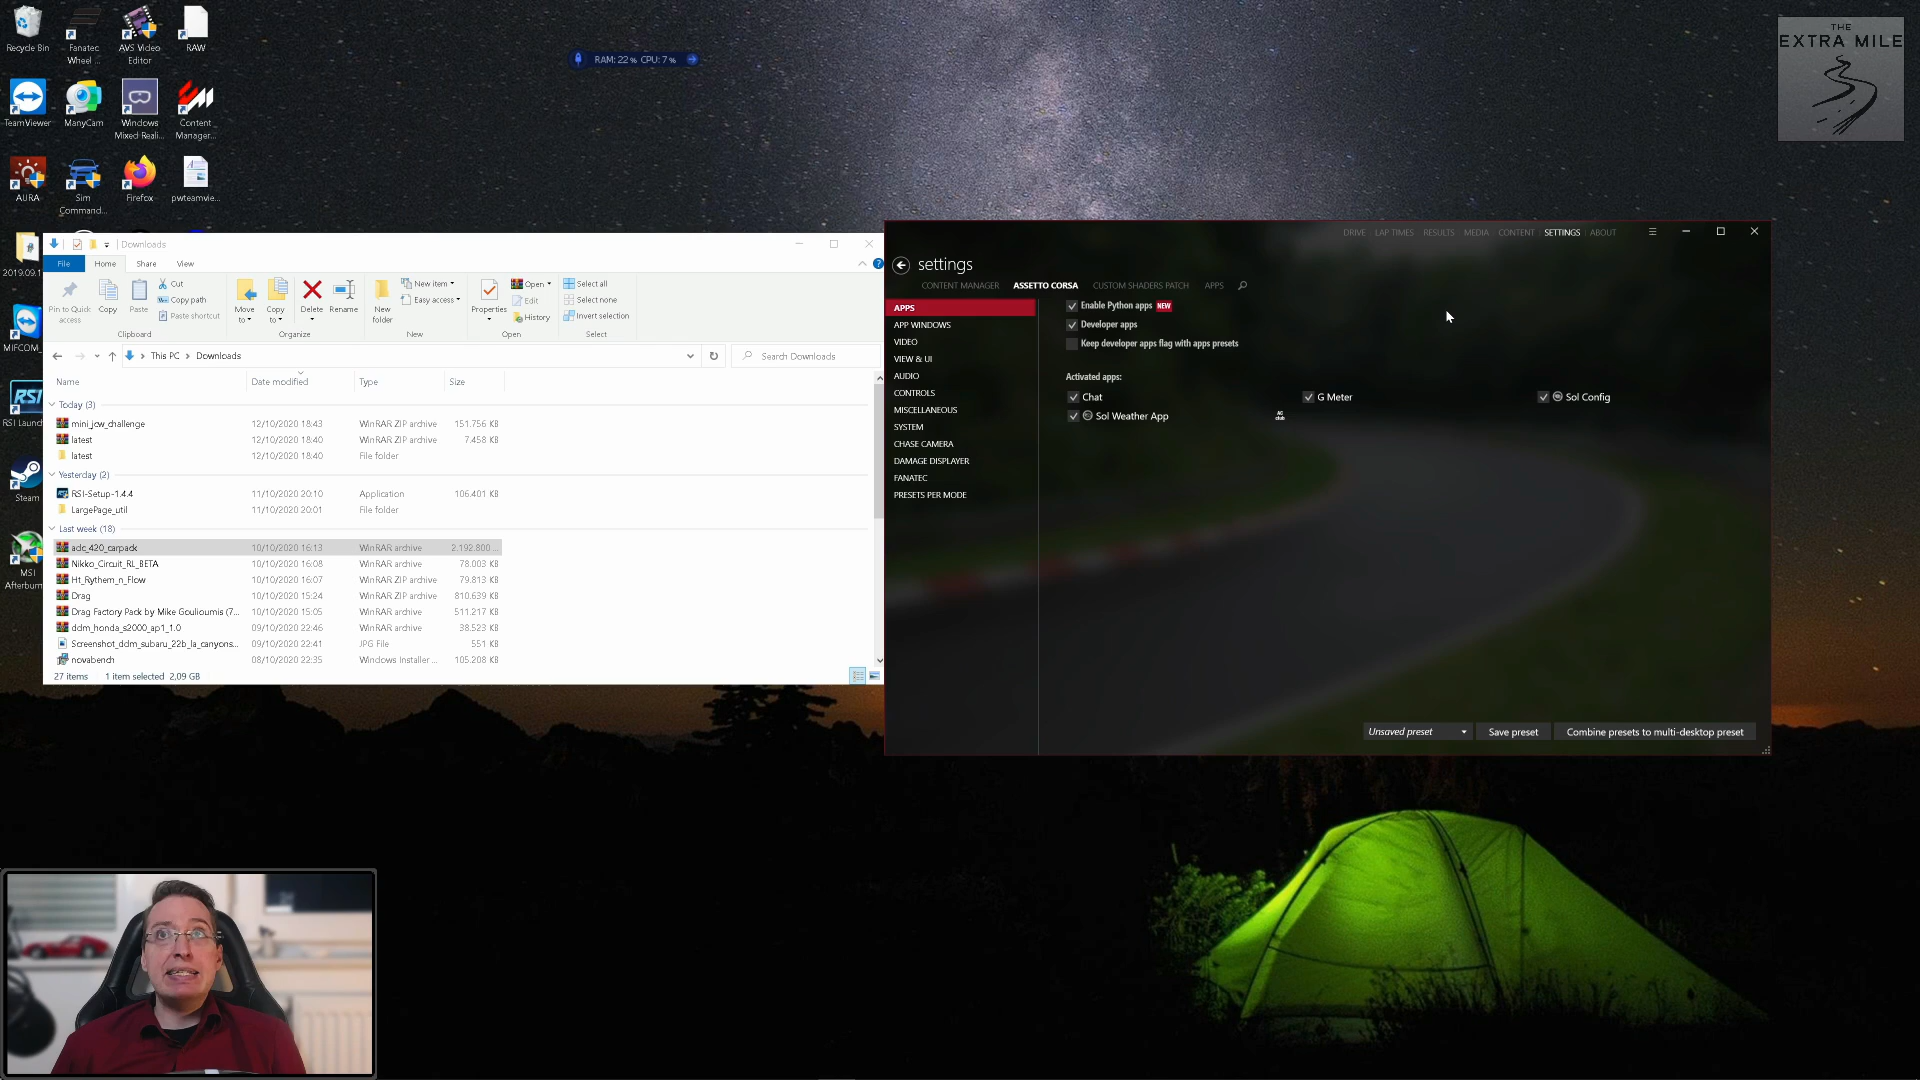 Recycle Bin
Fanatec Wheel ...
AVS Video Editor
RAW
TeamViewer
ManyCam
Windows Mixed Reali...
Content Manager...
AURA
Sim Command...
Firefox
pwteamvie...
2019.09.1
MIFCOM_
RSI
RSI Launc
Steam
MSI Afterburn
RAM: 22 % CPU: 7 %
THE
EXTRA MILE
Downloads
File Home Share View
Pin to Quick access
Copy
Paste
Cut
Copy path
Paste shortcut
Clipboard
Move to
Copy to
Delete
Rename
Organize
New folder
New item
Easy access
New
Properties
Open
Edit
History
Open
Select all
Select none
Invert selection
Select
This PC > Downloads
Search Downloads
Name Date modified Type Size
Today (3)
mini_jcw_challenge 12/10/2020 18:43 WinRAR ZIP archive 151.756 KB
latest 12/10/2020 18:40 WinRAR ZIP archive 7.458 KB
latest 12/10/2020 18:40 File folder
Yesterday (2)
RSI-Setup-1.4.4 11/10/2020 20:10 Application 106.401 KB
LargePage_util 11/10/2020 20:01 File folder
Last week (18)
adc_420_carpack 10/10/2020 16:13 WinRAR archive 2.192.800 ...
Nikko_Circuit_RL_BETA 10/10/2020 16:08 WinRAR archive 78.003 KB
Ht_Rythem_n_Flow 10/10/2020 16:07 WinRAR ZIP archive 79.813 KB
Drag 10/10/2020 15:24 WinRAR ZIP archive 810.639 KB
Drag Factory Pack by Mike Goulioumis (7... 10/10/2020 15:05 WinRAR archive 511.217 KB
ddm_honda_s2000_ap1_1.0 09/10/2020 22:46 WinRAR archive 38.523 KB
Screenshot_ddm_subaru_22b_la_canyons... 09/10/2020 22:41 JPG File 551 KB
novabench 08/10/2020 22:35 Windows Installer ... 105.208 KB
27 items 1 item selected 2,09 GB
DRIVE LAP TIMES RESULTS MEDIA CONTENT SETTINGS ABOUT
settings
CONTENT MANAGER ASSETTO CORSA CUSTOM SHADERS PATCH APPS
APPS
APP WINDOWS
VIDEO
VIEW & UI
AUDIO
CONTROLS
MISCELLANEOUS
SYSTEM
CHASE CAMERA
DAMAGE DISPLAYER
FANATEC
PRESETS PER MODE
Enable Python apps NEW
Developer apps
Keep developer apps flag with apps presets
Activated apps:
Chat G Meter Sol Config
Sol Weather App
Unsaved preset Save preset Combine presets to multi-desktop preset